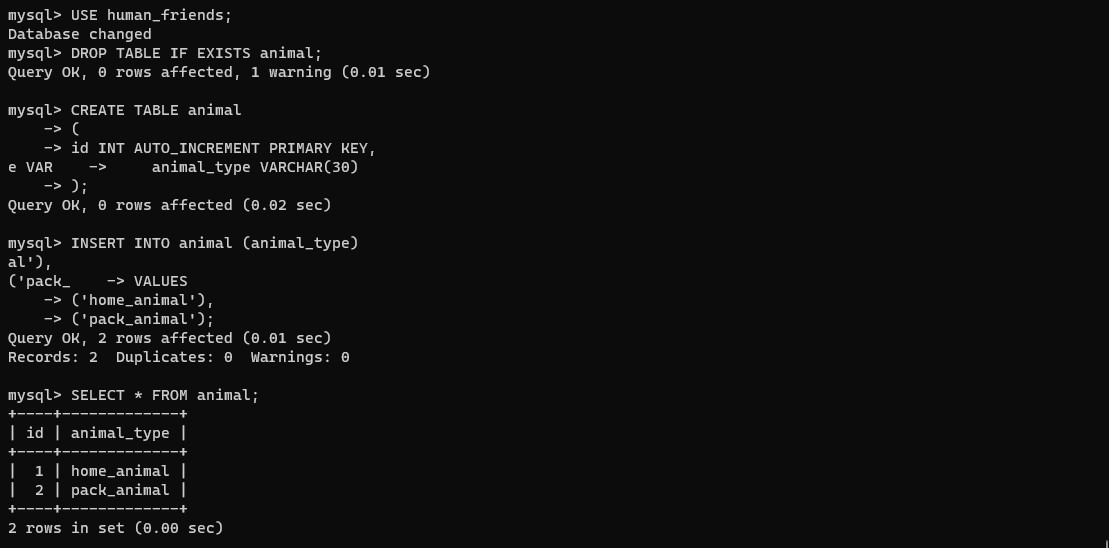 mysql> USE human_friends;
Database changed
mysql> DROP TABLE IF EXISTS animal;
Query OK, 0 rows affected, 1 warning (0.01 sec)

mysql> CREATE TABLE animal
    -> (
    -> id INT AUTO_INCREMENT PRIMARY KEY,
e VAR    ->     animal_type VARCHAR(30)
    -> );
Query OK, 0 rows affected (0.02 sec)

mysql> INSERT INTO animal (animal_type)
al'),
('pack_    -> VALUES
    -> ('home_animal'),
    -> ('pack_animal');
Query OK, 2 rows affected (0.01 sec)
Records: 2  Duplicates: 0  Warnings: 0

mysql> SELECT * FROM animal;
+----+-------------+
| id | animal_type |
+----+-------------+
|  1 | home_animal |
|  2 | pack_animal |
+----+-------------+
2 rows in set (0.00 sec)